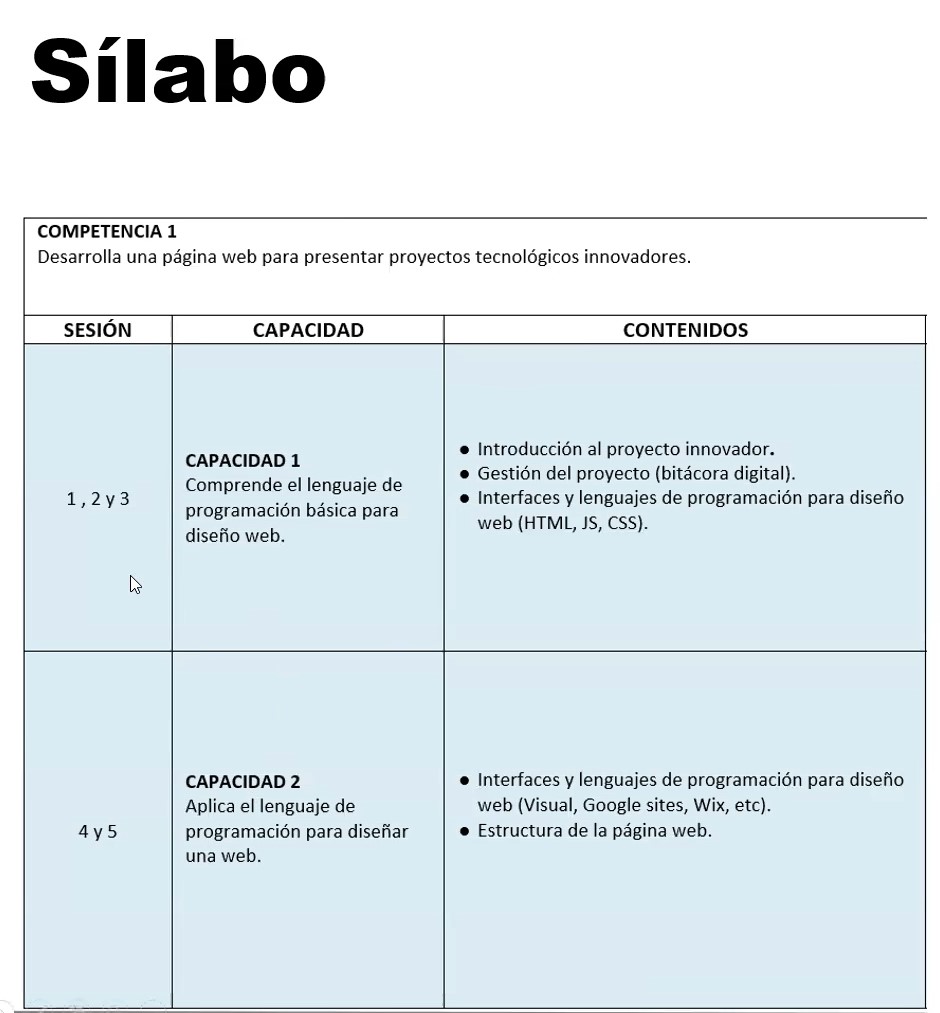 Sílabo
COMPETENCIA 1
Desarrolla una página web para presentar proyectos tecnológicos innovadores.
SESIÓN
CAPACIDAD
CONTENIDOS
1 , 2 y 3
CAPACIDAD 1
Comprende el lenguaje de
programación básica para
diseño web.
● Introducción al proyecto innovador.
● Gestión del proyecto (bitácora digital).
● Interfaces y lenguajes de programación para diseño
web (HTML, JS, CSS).
4 y 5
CAPACIDAD 2
Aplica el lenguaje de
programación para diseñar
una web.
● Interfaces y lenguajes de programación para diseño
web (Visual, Google sites, Wix, etc).
● Estructura de la página web.